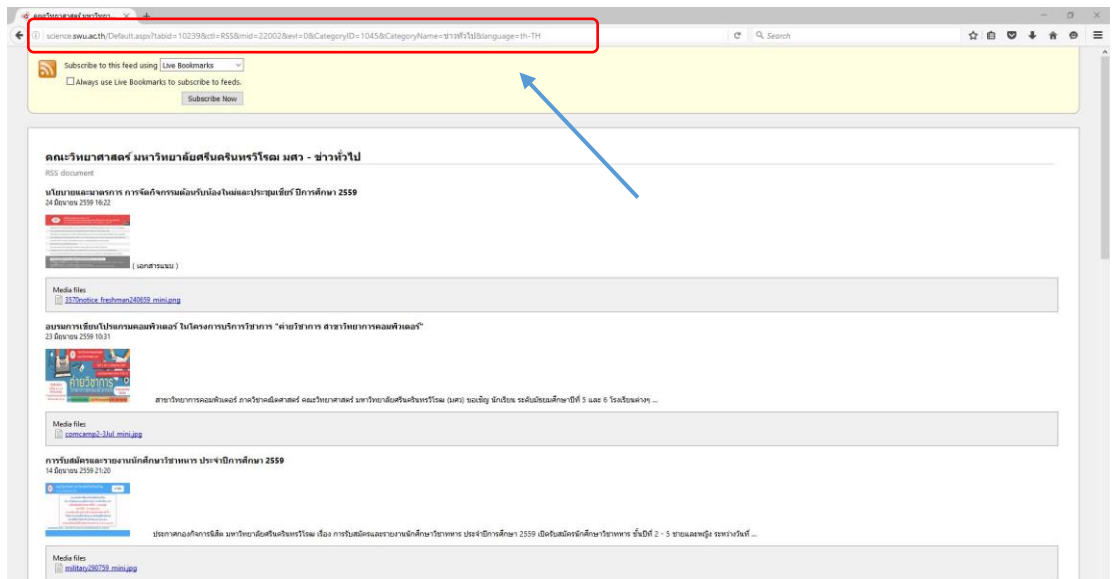 คณะวิทยาศาสตร์ มหาวิทยา...
science.swu.ac.th/Default.aspx?tabid=10239&ctl=RSS&mid=22002&evl=0&CategoryID=1045&CategoryName=ข่าวทั่วไป&language=th-TH
Search
Subscribe to this feed using Live Bookmarks
Always use Live Bookmarks to subscribe to feeds.
Subscribe Now
คณะวิทยาศาสตร์ มหาวิทยาลัยศรีนครินทรวิโรฒ มศว - ข่าวทั่วไป
RSS document
นโยบายและมาตรการ การจัดกิจกรรมต้อนรับน้องใหม่และประชุมเชียร์ ปีการศึกษา 2559
24 มิถุนายน 2559 16:22
( เอกสารแนบ )
Media files
3570notice_freshman240659_mini.png
อบรมการเขียนโปรแกรมคอมพิวเตอร์ ในโครงการบริการวิชาการ "ค่ายวิชาการ สาขาวิทยาการคอมพิวเตอร์"
23 มิถุนายน 2559 10:31
ค่ายวิชาการ
สาขาวิทยาการคอมพิวเตอร์ ภาควิชาคณิตศาสตร์ คณะวิทยาศาสตร์ มหาวิทยาลัยศรีนครินทรวิโรฒ (มศว) ขอเชิญ นักเรียน ระดับมัธยมศึกษาปีที่ 5 และ 6 โรงเรียนต่างๆ ...
Media files
comcamp2-3Jul_mini.jpg
การรับสมัครและรายงานนักศึกษาวิชาทหาร ประจำปีการศึกษา 2559
14 มิถุนายน 2559 21:20
ประกาศกองกิจการนิสิต มหาวิทยาลัยศรีนครินทรวิโรฒ เรื่อง การรับสมัครและรายงานนักศึกษาวิชาทหาร ประจำปีการศึกษา 2559 เปิดรับสมัครนักศึกษาวิชาทหาร ชั้นปีที่ 2 - 5 ชายและหญิง ระหว่างวันที่ ...
Media files
military290759_mini.jpg